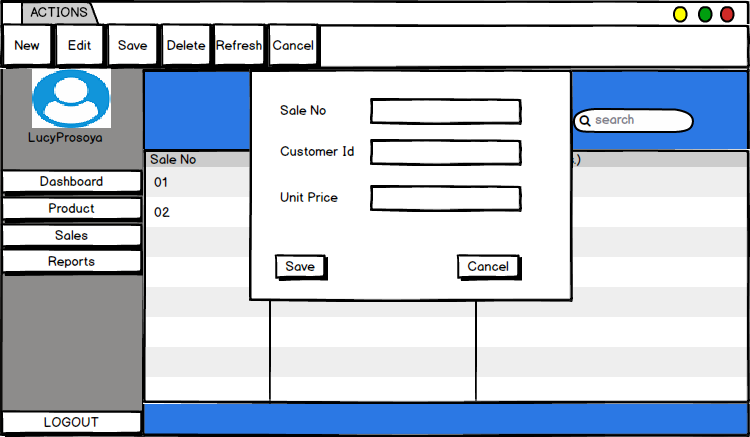 ACTIONS
New Edit Save Delete Refresh Cancel
LucyProsoya
search
Sale No
Customer Id
Unit Price
Save Cancel
Sale No .)
01
02
Dashboard
Product
Sales
Reports
LOGOUT